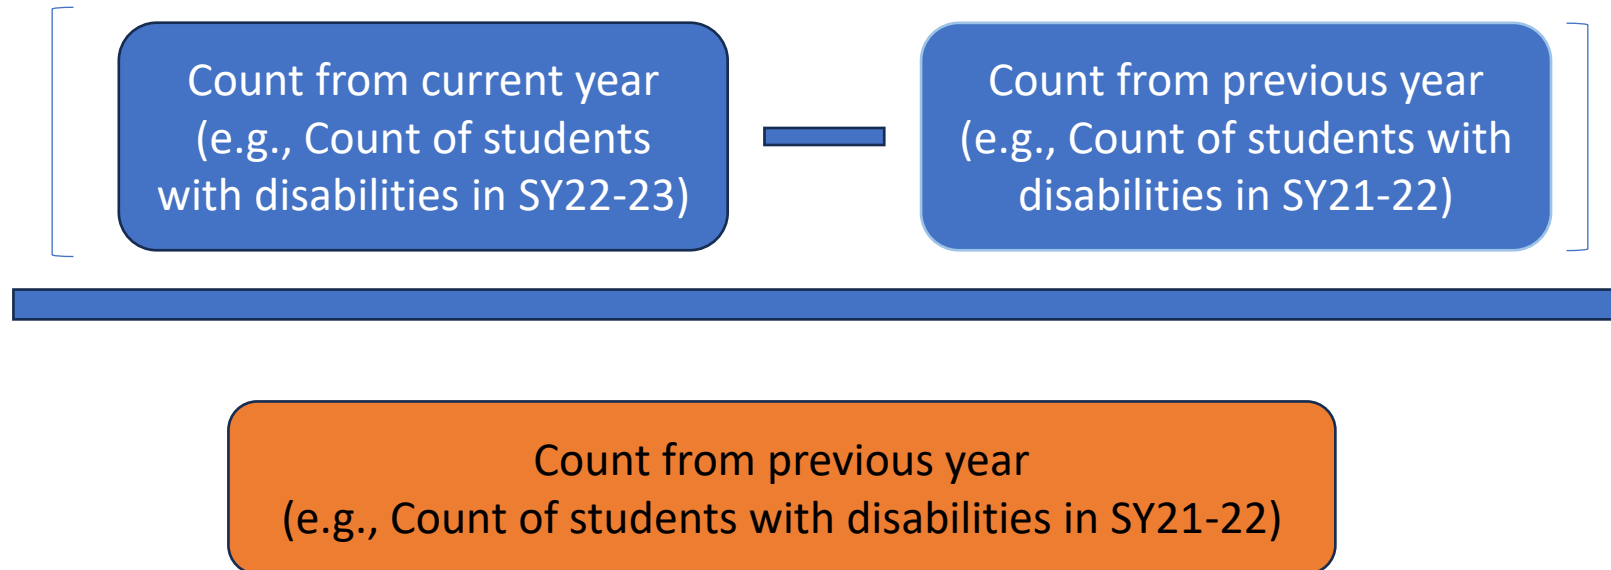 Count from current year
(e.g., Count of students
with disabilities in SY22-23)
Count from previous year
(e.g., Count of students with
disabilities in SY21-22)
Count from previous year
(e.g., Count of students with disabilities in SY21-22)